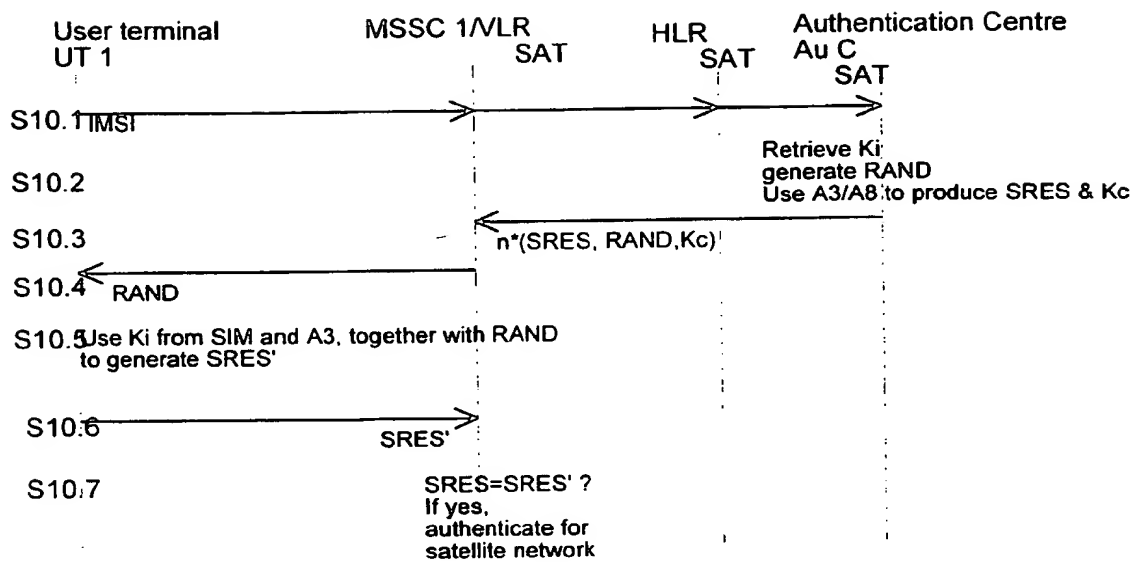 User terminal
UT 1
MSSC 1/VLR
SAT
HLR
SAT
Authentication Centre
Au C
SAT
S10.1
IMSI
Retrieve Ki
generate RAND
Use A3/A8 to produce SRES & Kc
S10.2
S10.3
n*(SRES, RAND,Kc)
S10.4
RAND
S10.5
Use Ki from SIM and A3, together with RAND
to generate SRES'
S10.6
SRES'
S10.7
SRES=SRES' ?
If yes,
authenticate for
satellite network